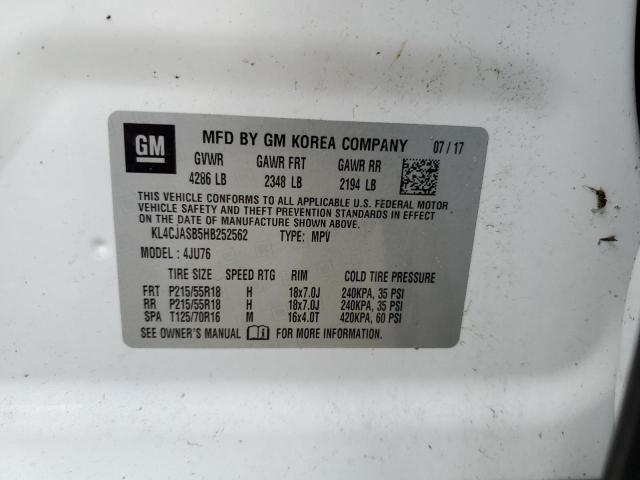 GM
MFD BY GM KOREA COMPANY 07/17
GVWR GAWR FRT GAWR RR
4286 LB 2348 LB 2194 LB
THIS VEHICLE CONFORMS TO ALL APPLICABLE U.S. FEDERAL MOTOR
VEHICLE SAFETY, BUMPER, AND THEFT PREVENTION STANDARDS IN EFFECT
ON THE DATE OF MANUFACTURE SHOWN ABOVE.
KL4CJASB5HB252562 TYPE: MPV
MODEL : 4JU76
TIRE SIZE SPEED RTG RIM COLD TIRE PRESSURE
FRT P215/55R18 H 18x7.0J 240KPA, 35 PSI
RR P215/55R18 H 18x7.0J 240KPA, 35 PSI
SPA T125/70R16 M 16x4.0T 420KPA, 60 PSI
SEE OWNER'S MANUAL FOR MORE INFORMATION.